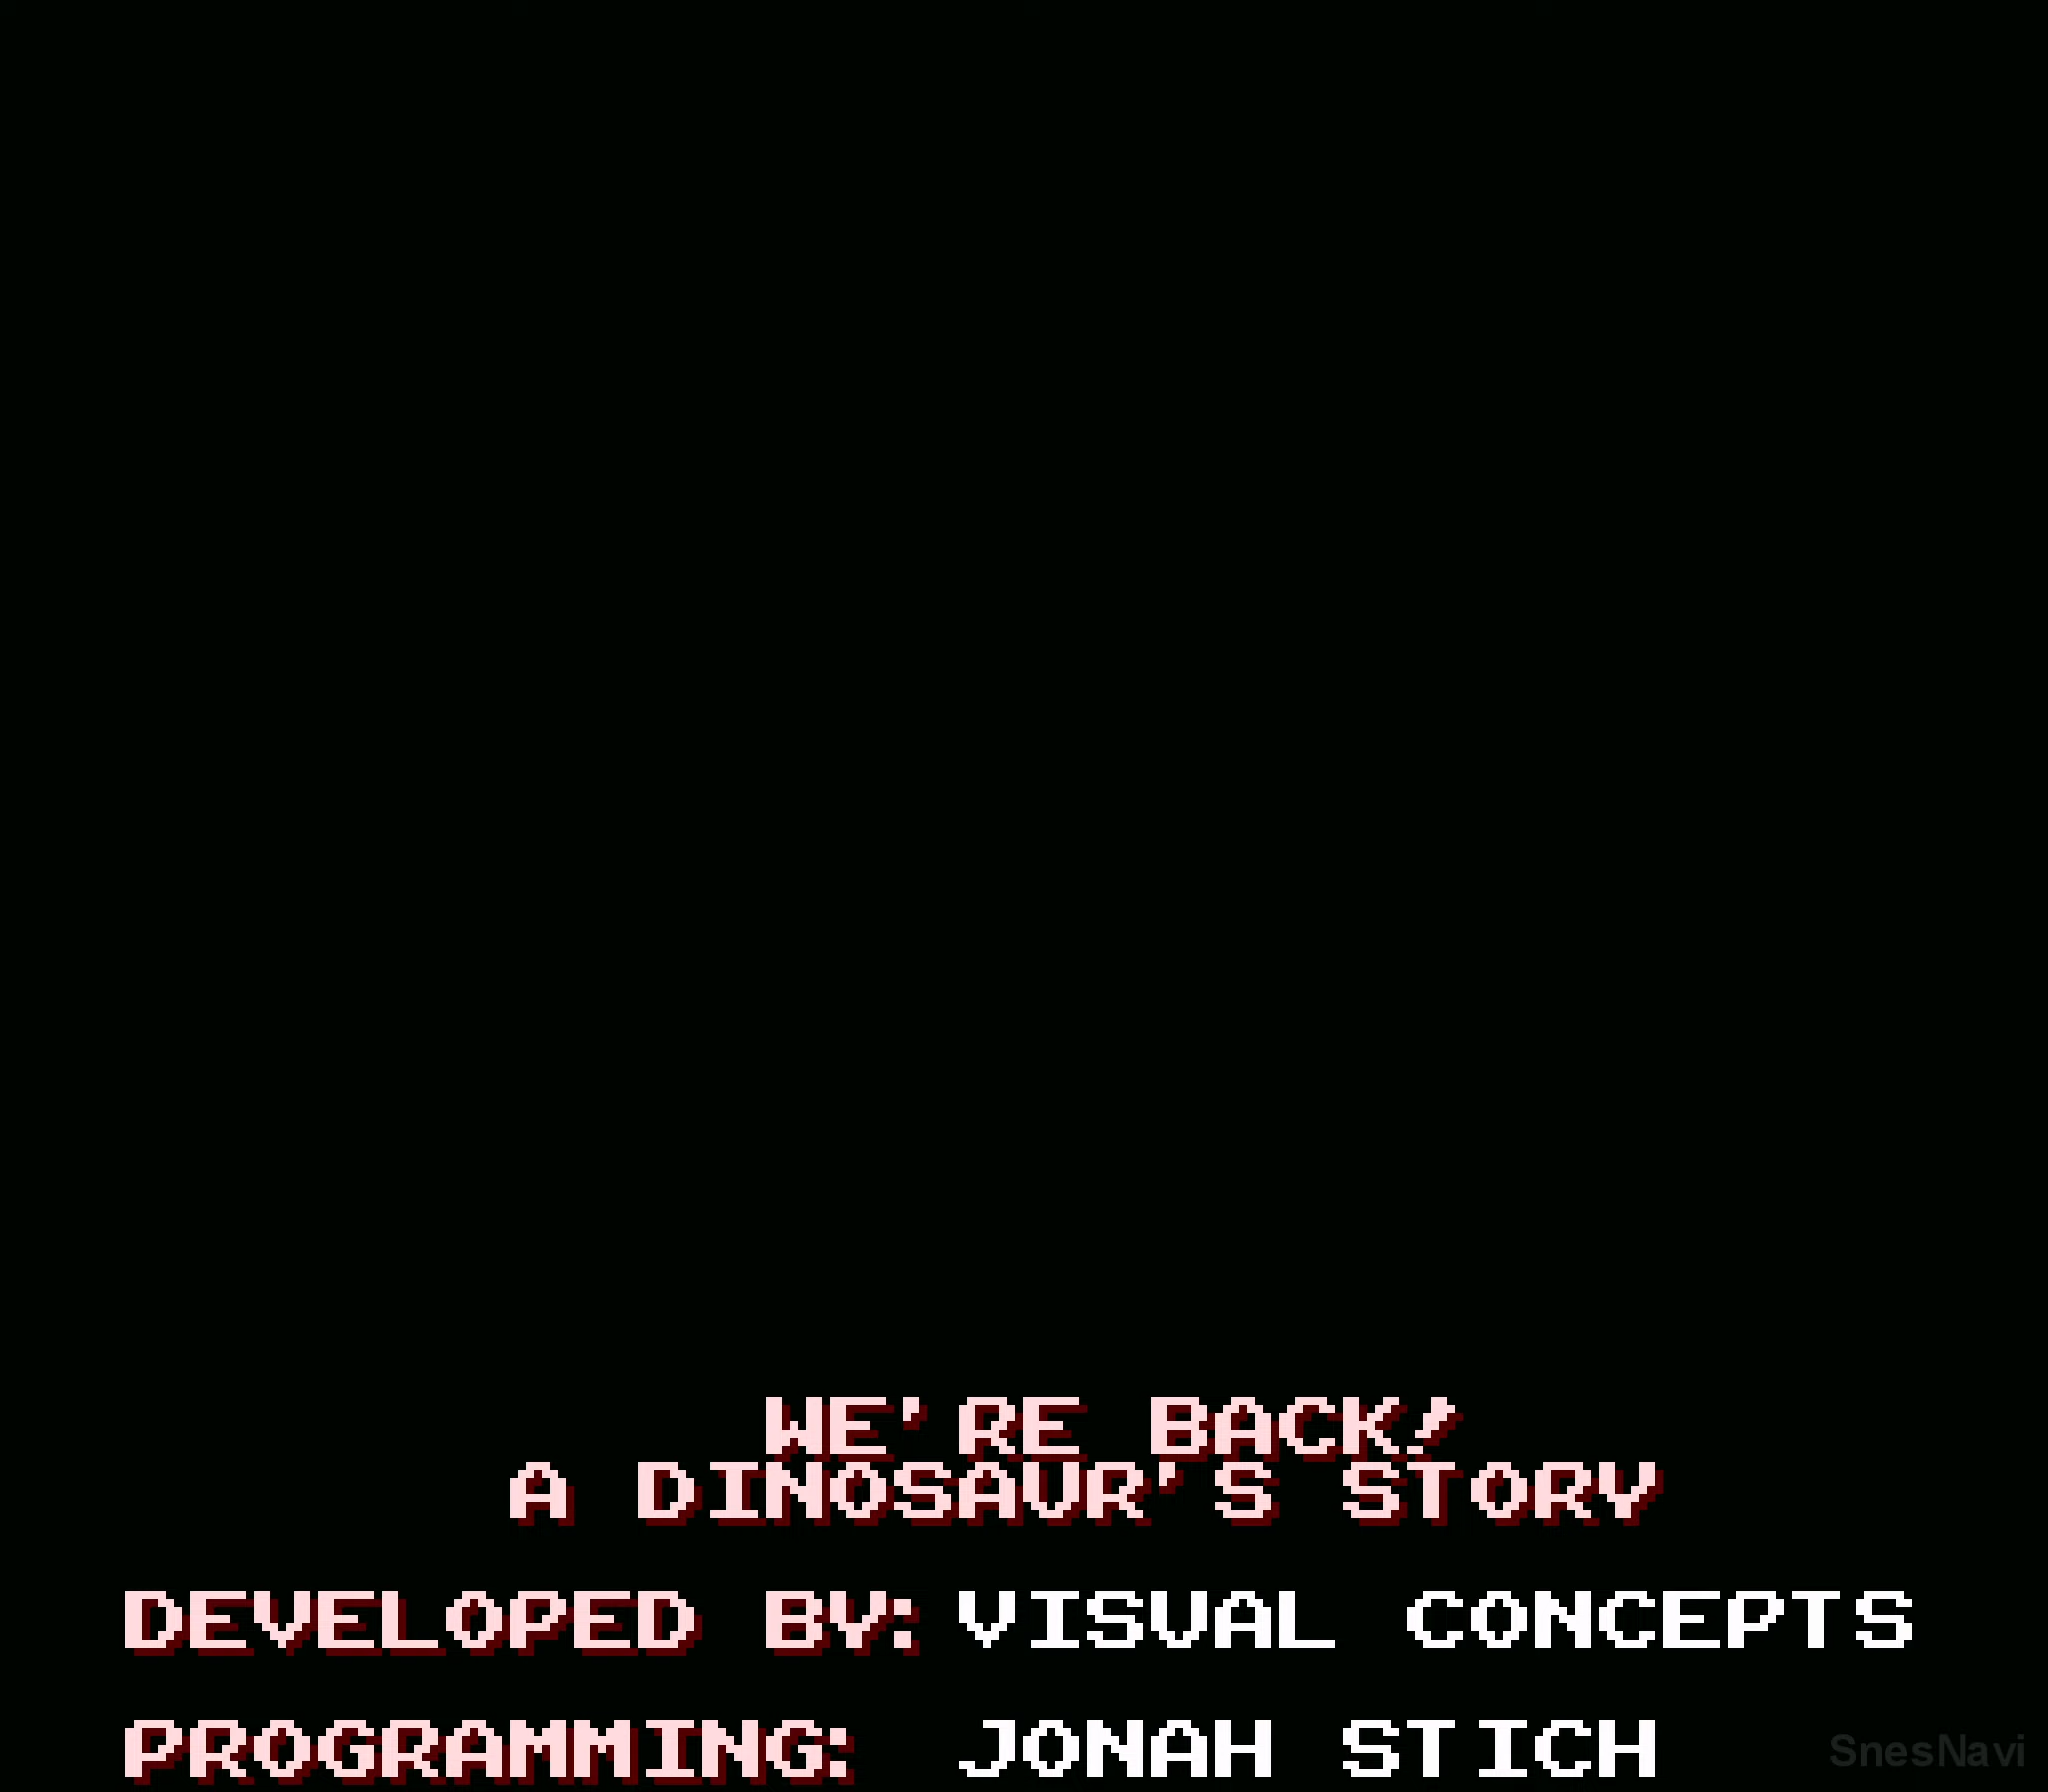 WE'RE BACK!
A DINOSAUR'S STORY
DEVELOPED BY: VISUAL CONCEPTS
PROGRAMMING: JONAH STICH
SnesNavi